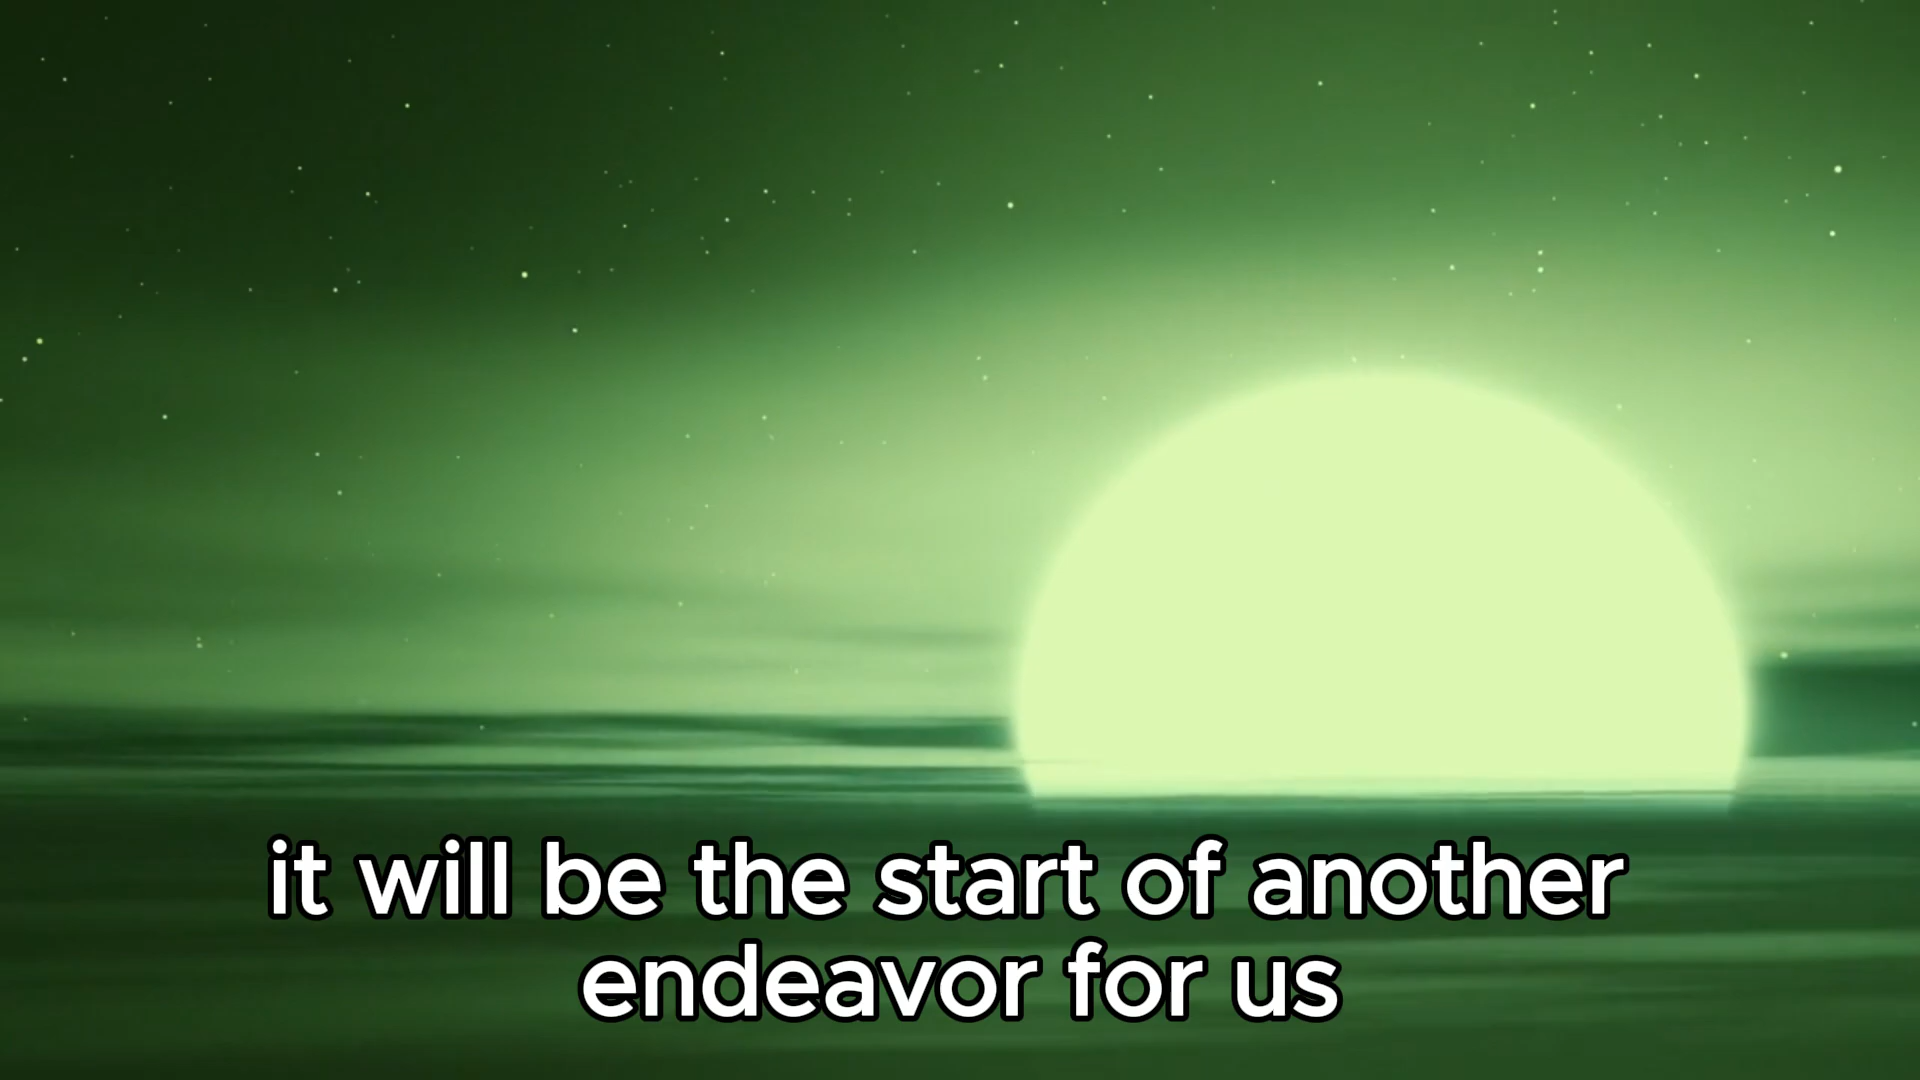 it will be the start of another
endeavor for us